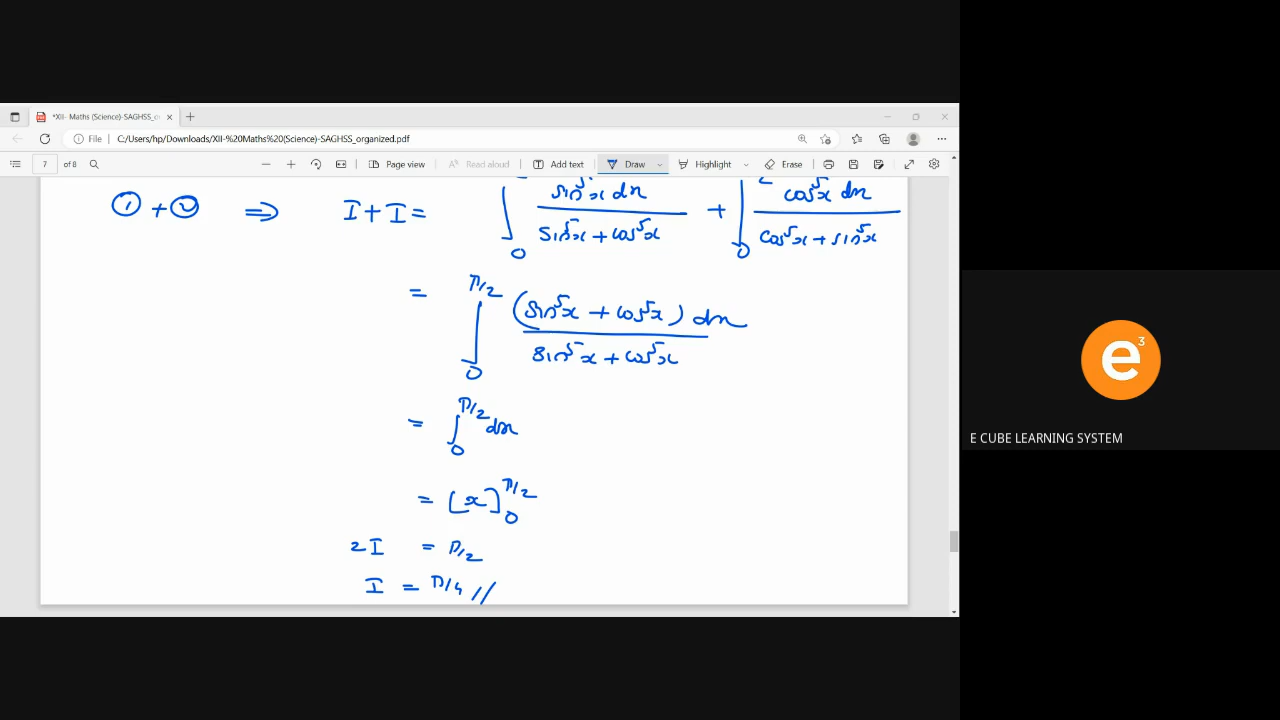 *XII- Maths (Science)-SAGHSS_o
File | C:/Users/hp/Downloads/XII-%20Maths%20(Science)-SAGHSS_organized.pdf
7 of 8 Page view Read aloud Add text Draw Highlight Erase
① + ② ⇒ I + I = ∫₀ sin⁵x dx / sin⁵x + cos⁵x + ∫₀ cos⁵x dx / cos⁵x + sin⁵x
= ∫₀^π/2 (sin⁵x + cos⁵x) dx / sin⁵x + cos⁵x
= ∫₀^π/2 dx
= [x]₀^π/2
2I = π/2
I = π/4 //
e³
E CUBE LEARNING SYSTEM